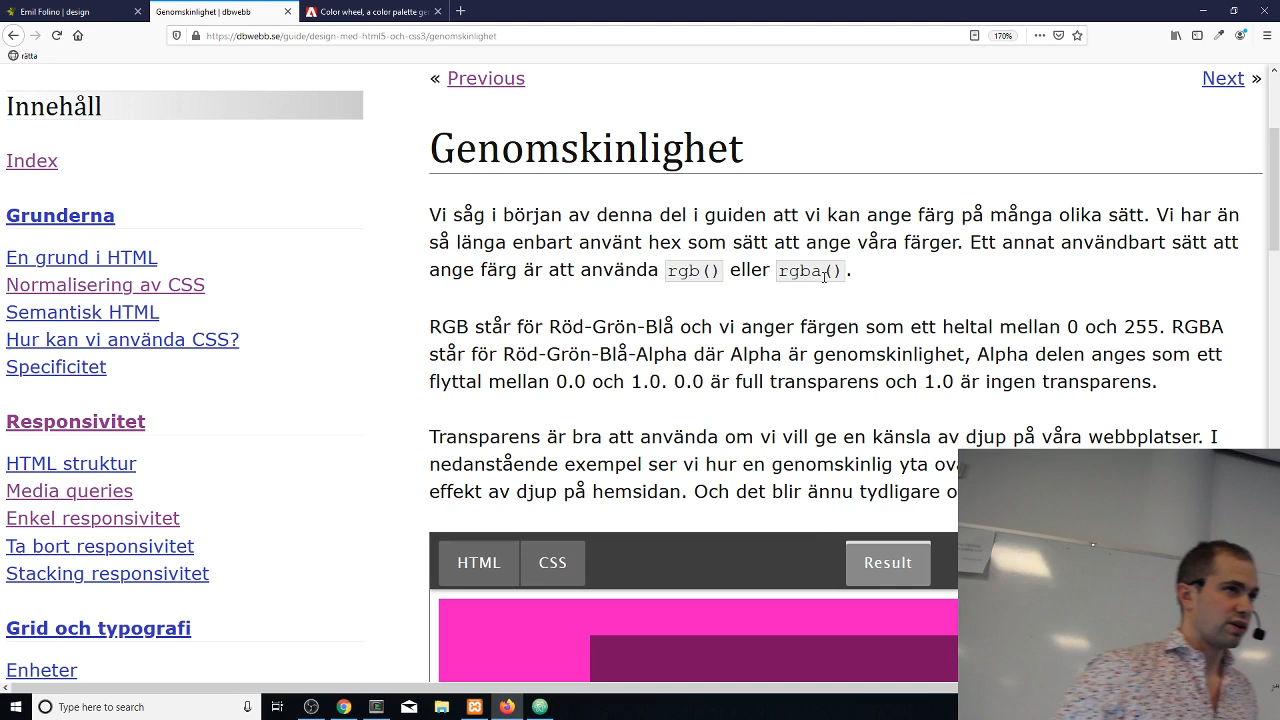 Emil Folino | design
Genomskinlighet | dbwebb
Color wheel, a color palette ge
https://dbwebb.se/guide/design-med-html5-och-css3/genomskinlighet
170%
rätta
« Previous
Next »
Innehåll
Index
Grunderna
En grund i HTML
Normalisering av CSS
Semantisk HTML
Hur kan vi använda CSS?
Specificitet
Responsivitet
HTML struktur
Media queries
Enkel responsivitet
Ta bort responsivitet
Stacking responsivitet
Grid och typografi
Enheter
Genomskinlighet
Vi såg i början av denna del i guiden att vi kan ange färg på många olika sätt. Vi har än
så länga enbart använt hex som sätt att ange våra färger. Ett annat användbart sätt att
ange färg är att använda rgb() eller rgba().
RGB står för Röd-Grön-Blå och vi anger färgen som ett heltal mellan 0 och 255. RGBA
står för Röd-Grön-Blå-Alpha där Alpha är genomskinlighet, Alpha delen anges som ett
flyttal mellan 0.0 och 1.0. 0.0 är full transparens och 1.0 är ingen transparens.
Transparens är bra att använda om vi vill ge en känsla av djup på våra webbplatser. I
nedanstående exempel ser vi hur en genomskinlig yta ova
effekt av djup på hemsidan. Och det blir ännu tydligare o
HTML
CSS
Result
Type here to search